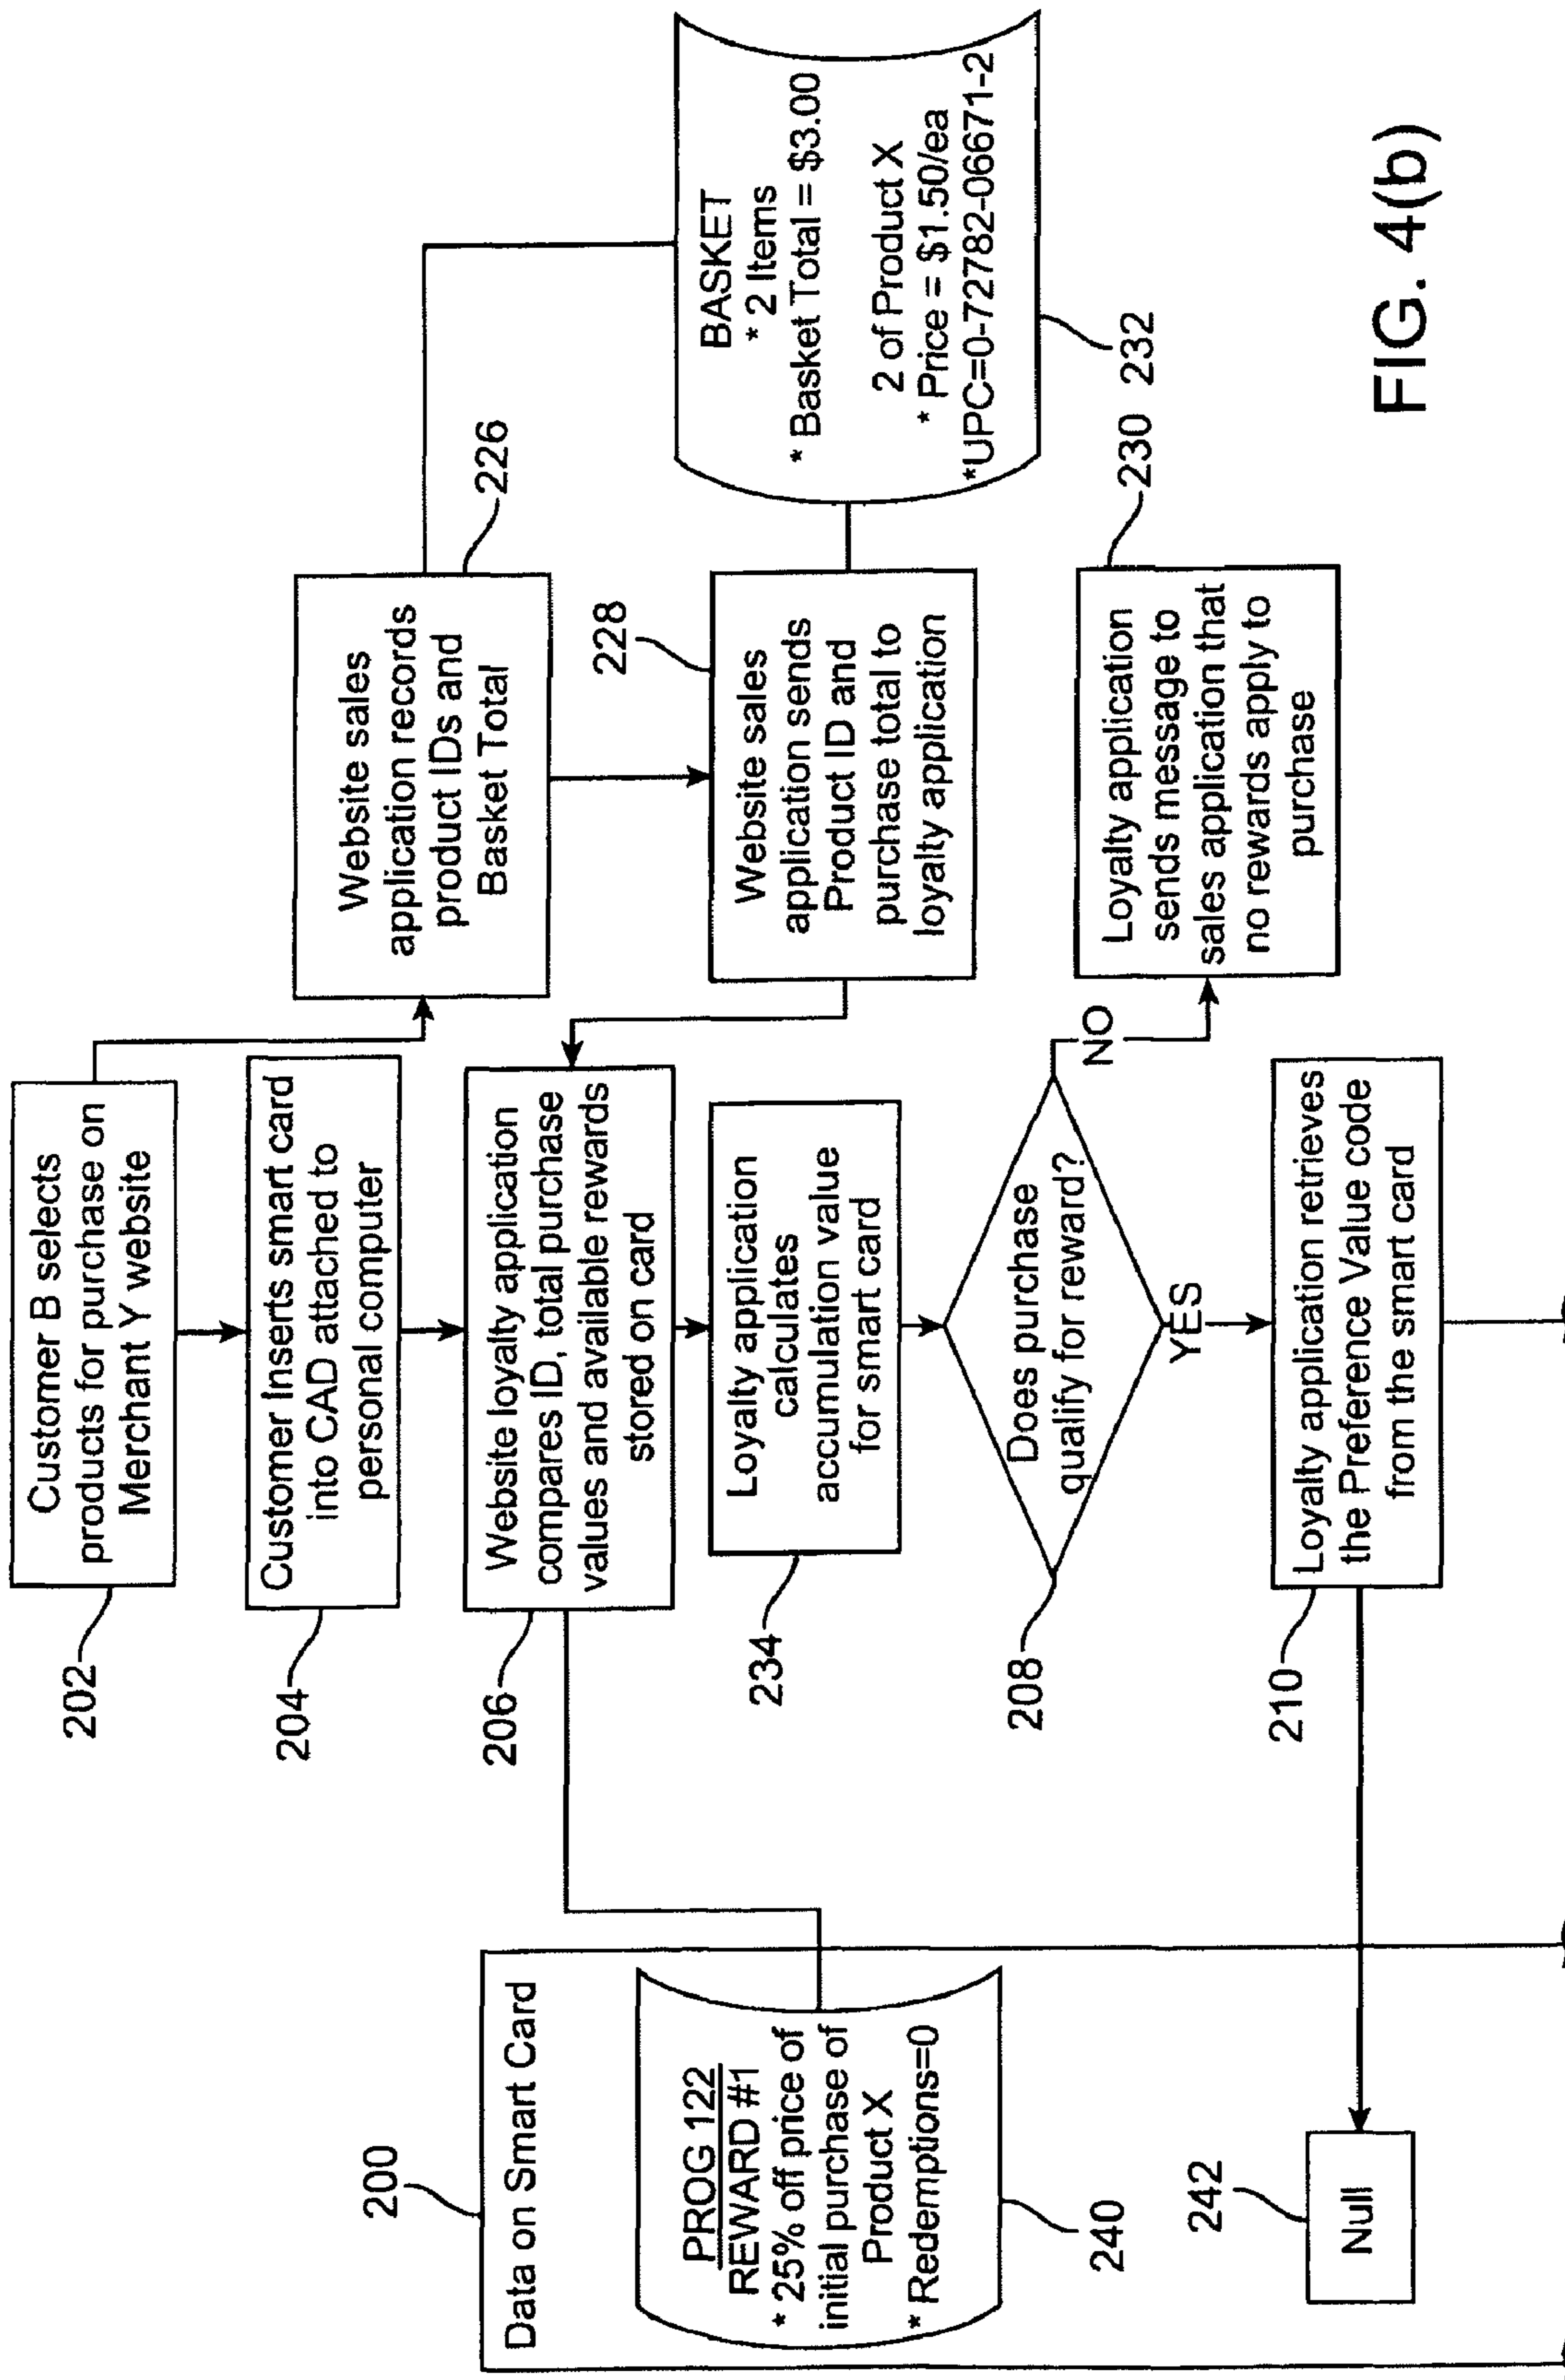 Customer B selects
products for purchase on
Merchant Y website
202
Customer Inserts smart card
into CAD attached to
personal computer
204
Website sales
application records
product IDs and
Basket Total
226
200
Data on Smart Card
PROG 122
REWARD #1
* 25% off price of
initial purchase of
Product X
* Redemptions=0
240
Website loyalty application
compares ID, total purchase
values and available rewards
stored on card
206
Website sales
application sends
Product ID and
purchase total to
loyalty application
228
BASKET
* 2 Items
* Basket Total = $3.00
2 of Product X
* Price = $1.50/ea
*UPC=0-72782-06671-2
232
Loyalty application
calculates
accumulation value
for smart card
234
Does purchase
qualify for reward?
208
NO
YES
Loyalty application
sends message to
sales application that
no rewards apply to
purchase
230
242
Null
Loyalty application retrieves
the Preference Value code
from the smart card
210
FIG. 4(b)